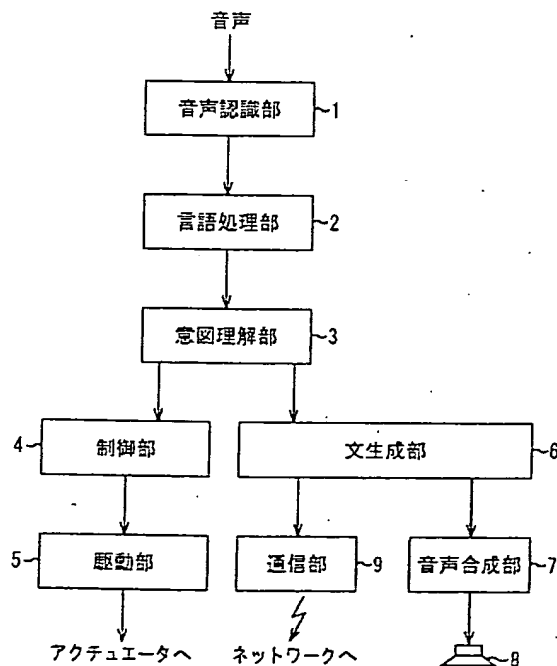 音声
音声認識部 1
言語処理部 2
意図理解部 3
4 制御部
文生成部 6
5 駆動部
通信部 9
音声合成部 7
アクチュエータへ
ネットワークへ
8